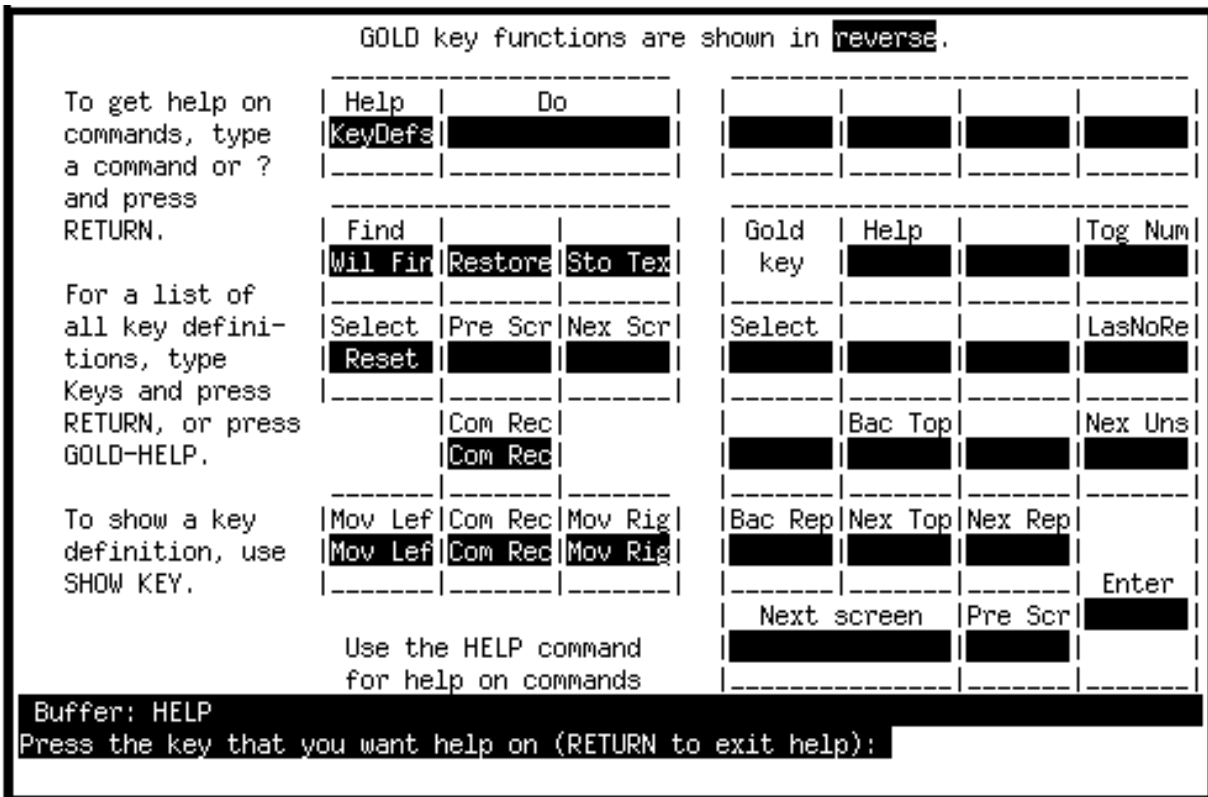 GOLD key functions are shown in reverse.
To get help on Help Do
commands, type KeyDefs
a command or ?
and press
RETURN. Find Gold Help Tog Num
Wil Fin Restore Sto Tex key
For a list of
all key defini- Select Pre Scr Nex Scr Select LasNoRe
tions, type Reset
Keys and press
RETURN, or press Com Rec Bac Top Nex Uns
GOLD-HELP. Com Rec
To show a key Mov Lef Com Rec Mov Rig Bac Rep Nex Top Nex Rep
definition, use Mov Lef Com Rec Mov Rig
SHOW KEY. Enter
Next screen Pre Scr
Use the HELP command
for help on commands
Buffer: HELP
Press the key that you want help on (RETURN to exit help):